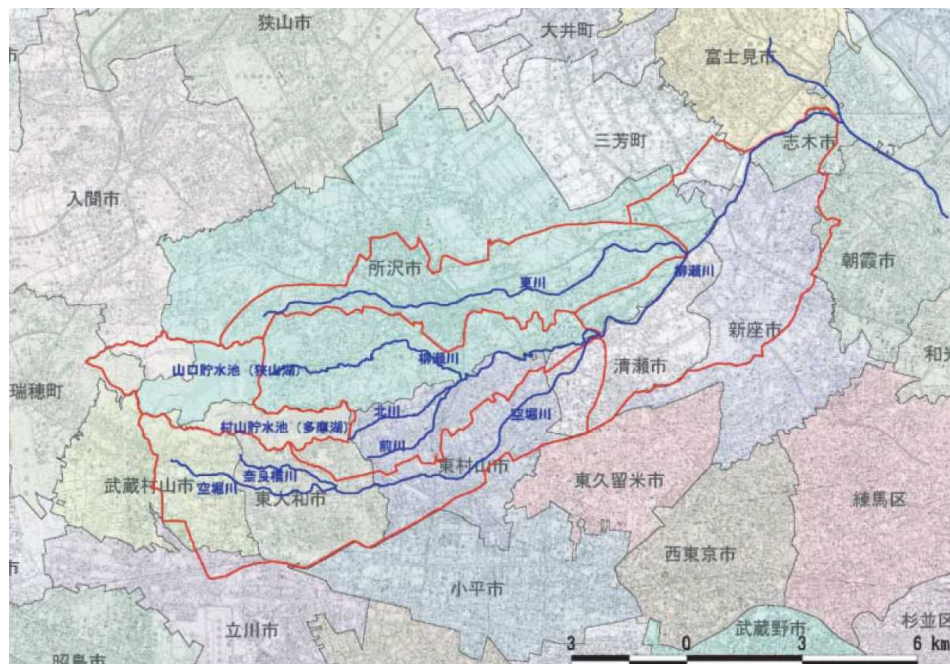 狭山市
大井町
富士見市
市
三芳町
志木市
入間市
所沢市
東川
柳瀬川
朝霞市
新座市
和光
山口貯水池（狭山湖）
柳瀬川
清瀬市
瑞穂町
北川
空堀川
村山貯水池（多摩湖）
前川
東村山市
奈良橋川
武蔵村山市
空堀川
東大和市
東久留米市
練馬区
西東京市
市
小平市
立川市
武蔵野市
杉並区
昭島市
3 0 3 6 km